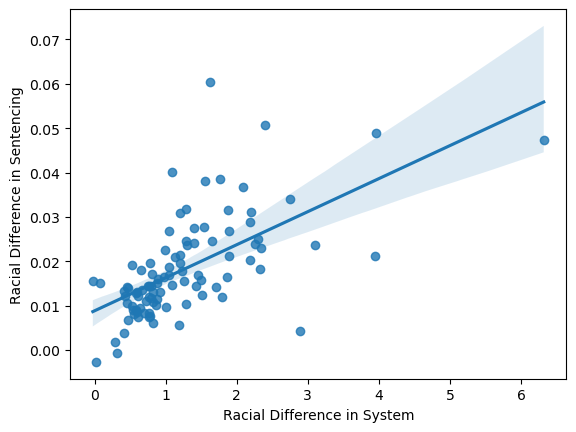 0.07
0.06
0.05
0.04
0.03
0.02
0.01
0.00
Racial Difference in Sentencing
0 1 2 3 4 5 6
Racial Difference in System